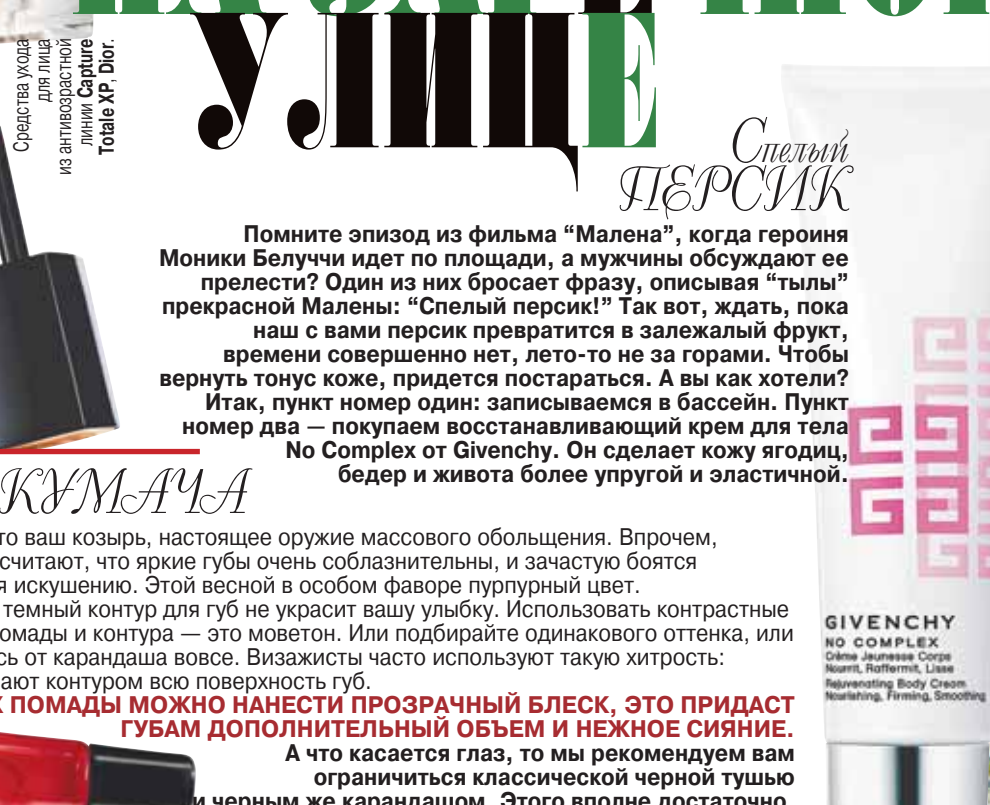 УЛИЦЕ
Средства ухода
для лица
из антивозрастной
линии Capture
Totale XP, Dior.
Спелый
ПЕРСИК
Помните эпизод из фильма “Малена”, когда героиня
Моники Белуччи идет по площади, а мужчины обсуждают ее
прелести? Один из них бросает фразу, описывая “тылы”
прекрасной Малены: “Спелый персик!” Так вот, ждать, пока
наш с вами персик превратится в залежалый фрукт,
времени совершенно нет, лето-то не за горами. Чтобы
вернуть тонус коже, придется постараться. А вы как хотели?
Итак, пункт номер один: записываемся в бассейн. Пункт
номер два — покупаем восстанавливающий крем для тела
No Complex от Givenchy. Он сделает кожу ягодиц,
бедер и живота более упругой и эластичной.
КУМАЧА
то ваш козырь, настоящее оружие массового обольщения. Впрочем,
считают, что яркие губы очень соблазнительны, и зачастую боятся
я искушению. Этой весной в особом фаворе пурпурный цвет.
темный контур для губ не украсит вашу улыбку. Использовать контрастные
омады и контура — это моветон. Или подбирайте одинакового оттенка, или
сь от карандаша вовсе. Визажисты часто используют такую хитрость:
ают контуром всю поверхность губ.
Х ПОМАДЫ МОЖНО НАНЕСТИ ПРОЗРАЧНЫЙ БЛЕСК, ЭТО ПРИДАСТ
ГУБАМ ДОПОЛНИТЕЛЬНЫЙ ОБЪЕМ И НЕЖНОЕ СИЯНИЕ.
А что касается глаз, то мы рекомендуем вам
ограничиться классической черной тушью
и черным же карандашом. Этого вполне достаточно,
GIVENCHY
NO COMPLEX
Crème Jeunesse Corps
Nourrit, Raffermit, Lisse
Rejuvenating Body Cream
Nourishing, Firming, Smoothing